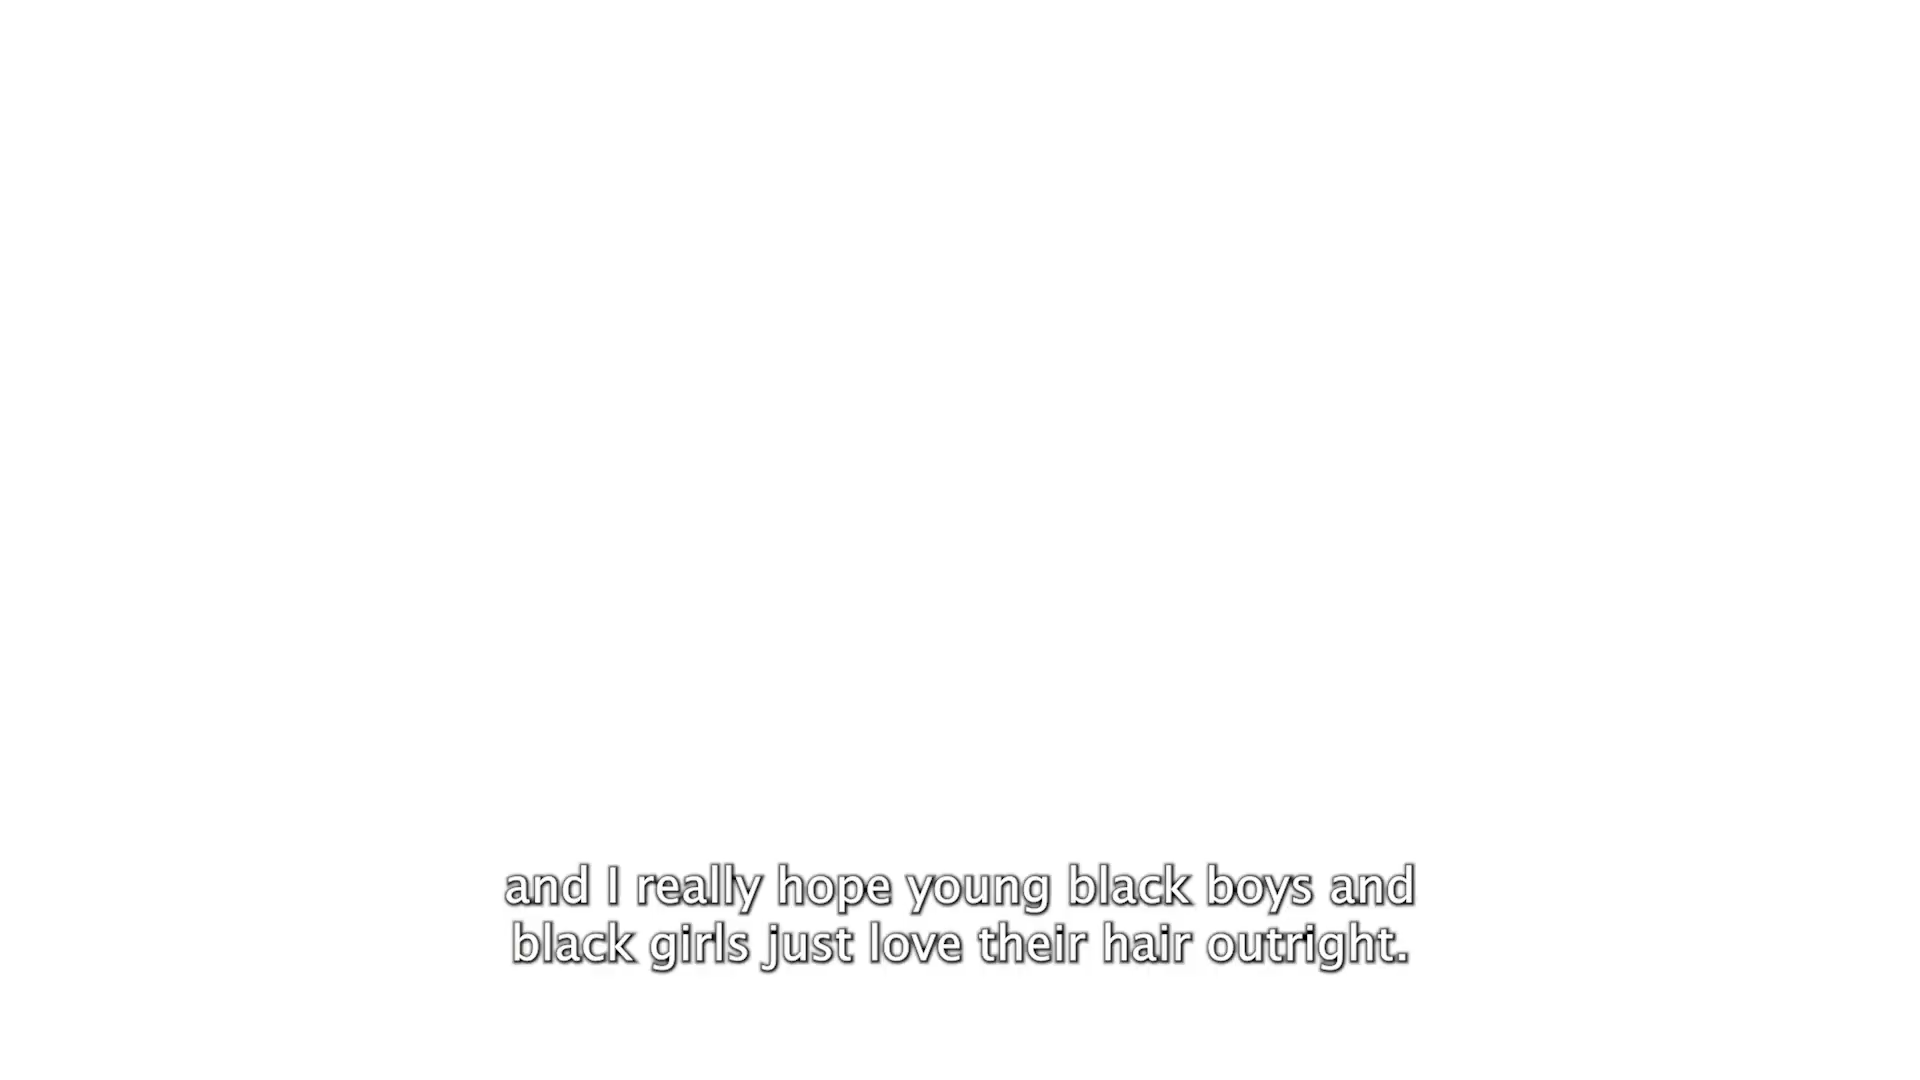 and I really hope young black boys and
black girls just love their hair outright.